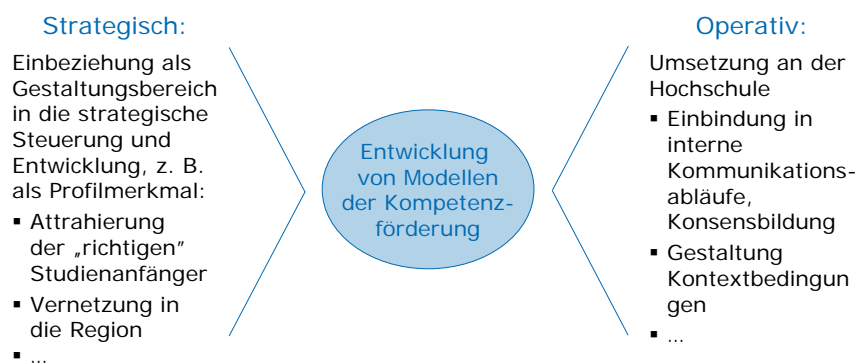 Strategisch:
Einbeziehung als
Gestaltungsbereich
in die strategische
Steuerung und
Entwicklung, z. B.
als Profilmerkmal:
▪ Attrahierung
der „richtigen"
Studienanfänger
▪ Vernetzung in
die Region
▪ ...
Entwicklung
von Modellen
der Kompetenz-
förderung
Operativ:
Umsetzung an der
Hochschule
▪ Einbindung in
interne
Kommunikations-
abläufe,
Konsensbildung
▪ Gestaltung
Kontextbedingun
gen
▪ ...